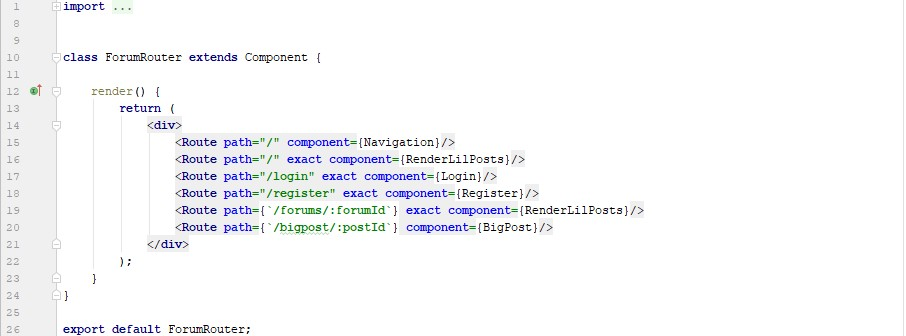 1 import ...
8
9
10 class ForumRouter extends Component {
11
12 render() {
13 return (
14 <div>
15 <Route path="/" component={Navigation}/>
16 <Route path="/" exact component={RenderLilPosts}/>
17 <Route path="/login" exact component={Login}/>
18 <Route path="/register" exact component={Register}/>
19 <Route path={`/forums/:forumId`} exact component={RenderLilPosts}/>
20 <Route path={`/bigpost/:postId`} component={BigPost}/>
21 </div>
22 );
23 }
24 }
25
26 export default ForumRouter;